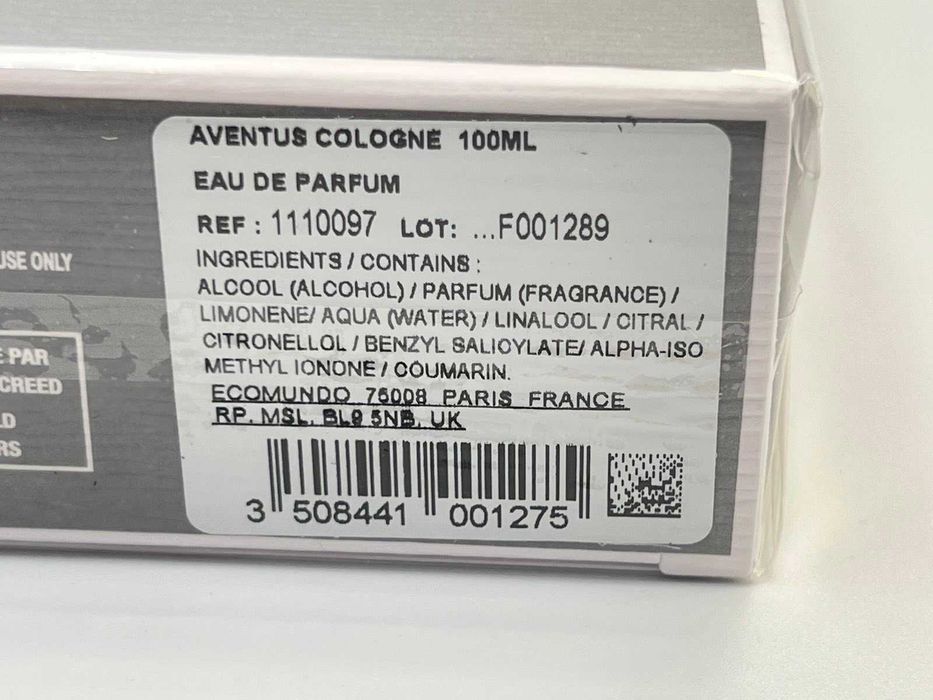 AVENTUS COLOGNE 100ML
EAU DE PARFUM
REF : 1110097 LOT: ...F001289
INGREDIENTS / CONTAINS :
ALCOOL (ALCOHOL) / PARFUM (FRAGRANCE) /
LIMONENE/ AQUA (WATER) / LINALOOL / CITRAL /
CITRONELLOL / BENZYL SALICYLATE/ ALPHA-ISO
METHYL IONONE / COUMARIN.
ECOMUNDO 75008 PARIS FRANCE
RP. MSL. BL9 5NB. UK
3 508441 001275
USE ONLY
E PAR
CREED
LD
RS